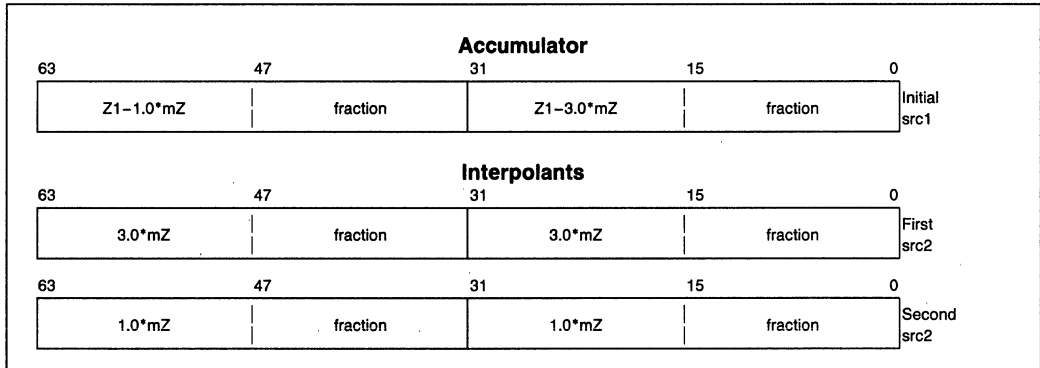 Accumulator
63 47 31 15 0
Z1–1.0*mZ fraction Z1–3.0*mZ fraction Initial
src1
Interpolants
63 47 31 15 0
3.0*mZ fraction 3.0*mZ fraction First
src2
63 47 31 15 0
1.0*mZ fraction 1.0*mZ fraction Second
src2